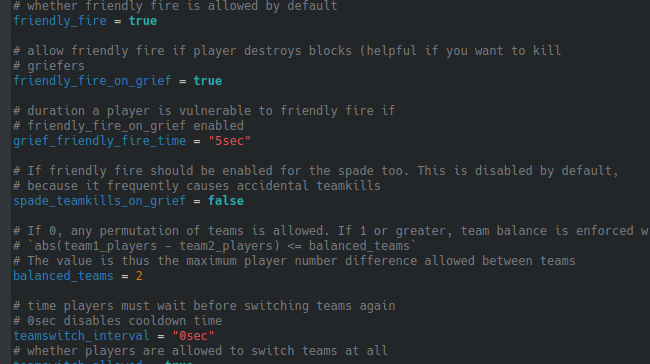 # whether friendly fire is allowed by default
friendly_fire = true
# allow friendly fire if player destroys blocks (helpful if you want to kill
# griefers
friendly_fire_on_grief = true
# duration a player is vulnerable to friendly fire if
# friendly_fire_on_grief enabled
grief_friendly_fire_time = "5sec"
# If friendly fire should be enabled for the spade too. This is disabled by default,
# because it frequently causes accidental teamkills
spade_teamkills_on_grief = false
# If 0, any permutation of teams is allowed. If 1 or greater, team balance is enforced
# `abs(team1_players - team2_players) <= balanced_teams`
# The value is thus the maximum player number difference allowed between teams
balanced_teams = 2
# time players must wait before switching teams again
# 0sec disables cooldown time
teamswitch_interval = "0sec"
# whether players are allowed to switch teams at all